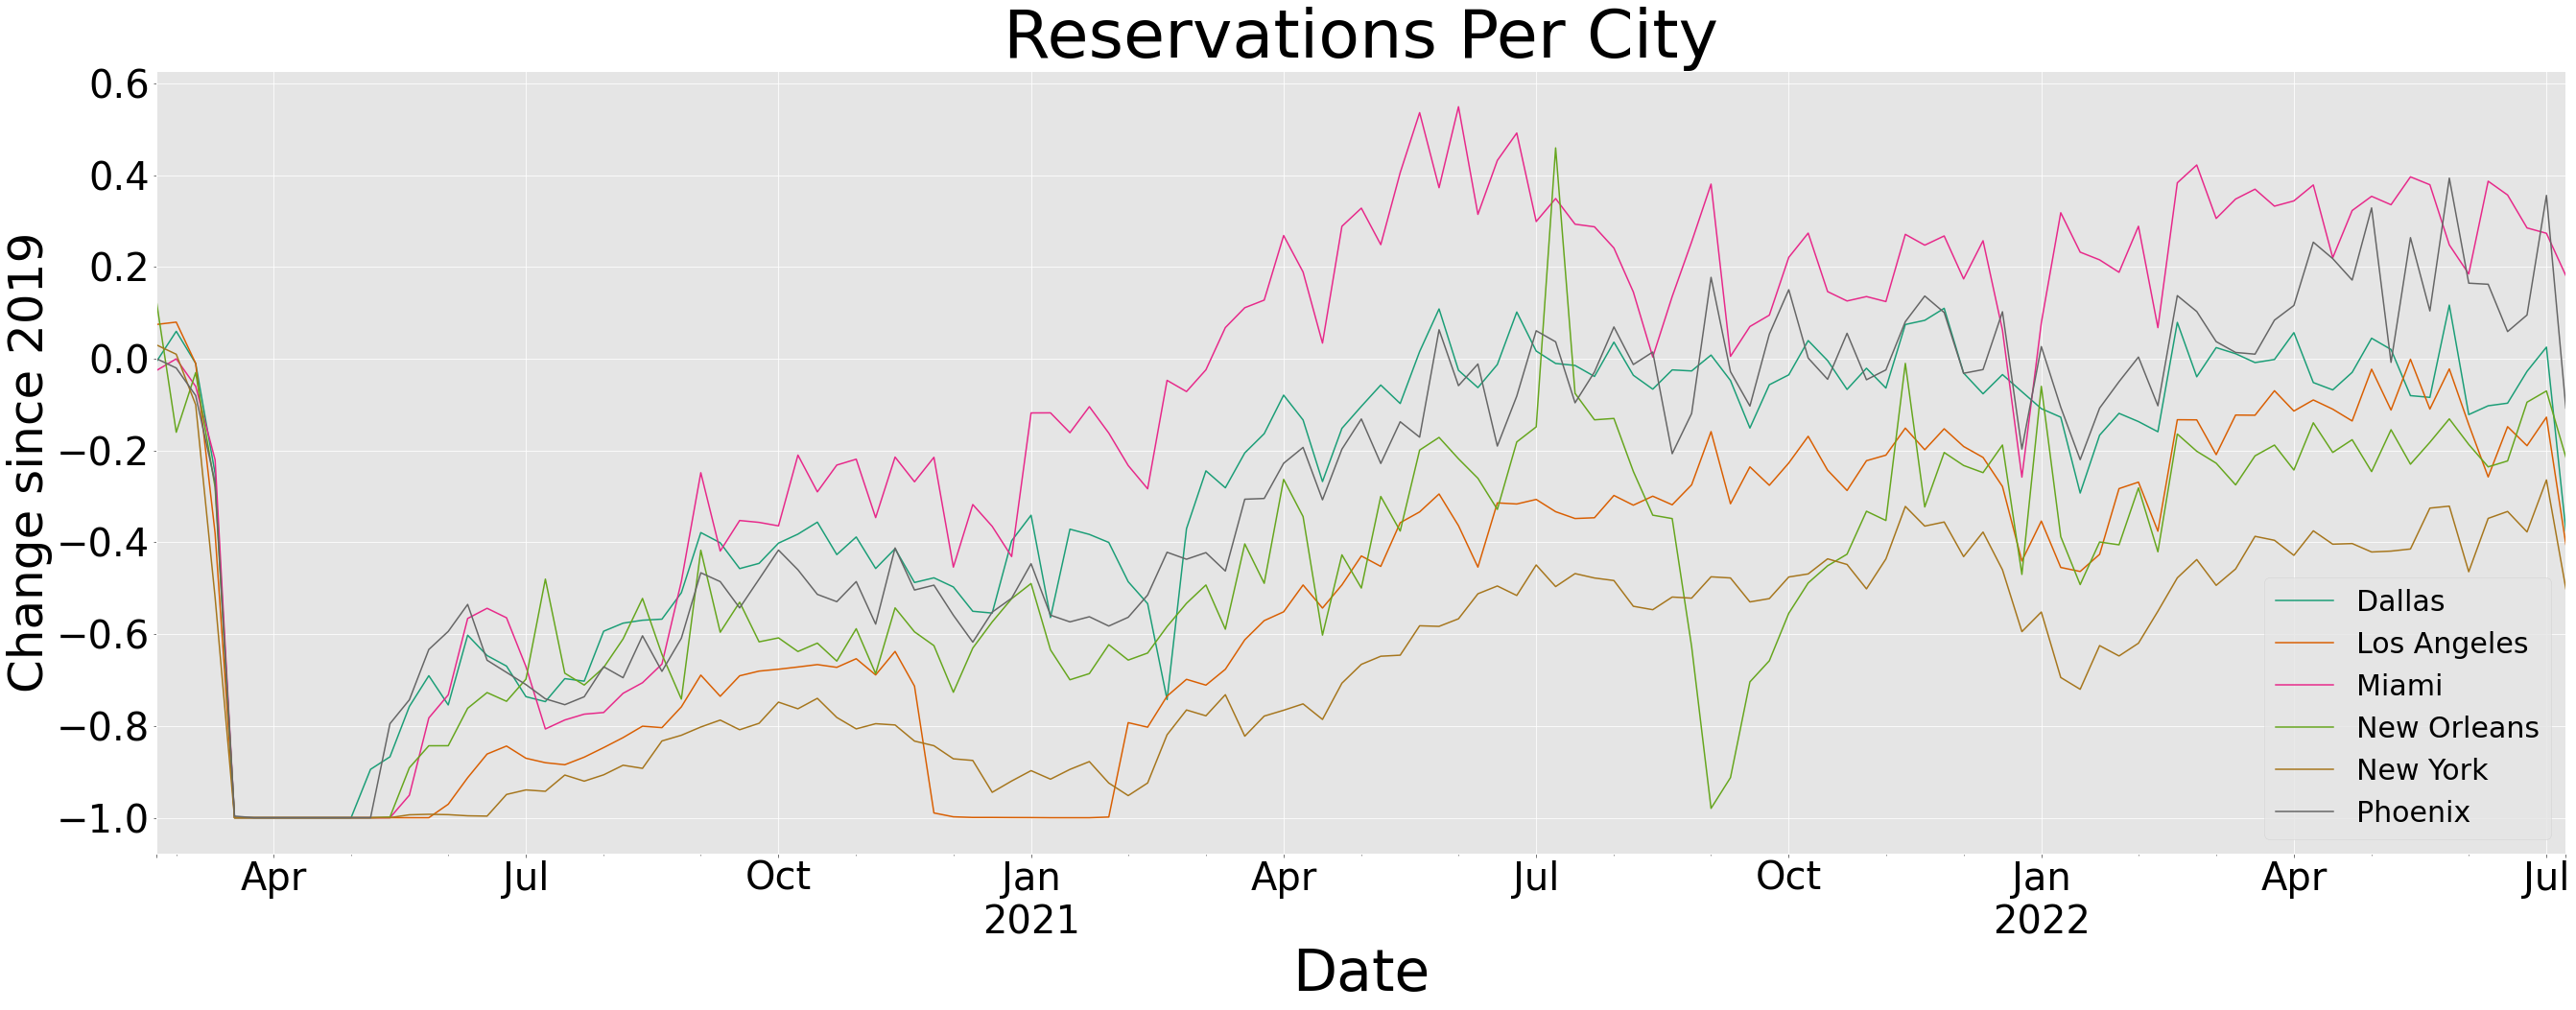 Reservations Per City
Change since 2019
0.6
0.4
0.2
0.0
−0.2
−0.4
−0.6
−0.8
−1.0
Dallas
Los Angeles
Miami
New Orleans
New York
Phoenix
Apr Jul Oct Jan Apr Jul Oct Jan Apr Jul
2021 2022
Date